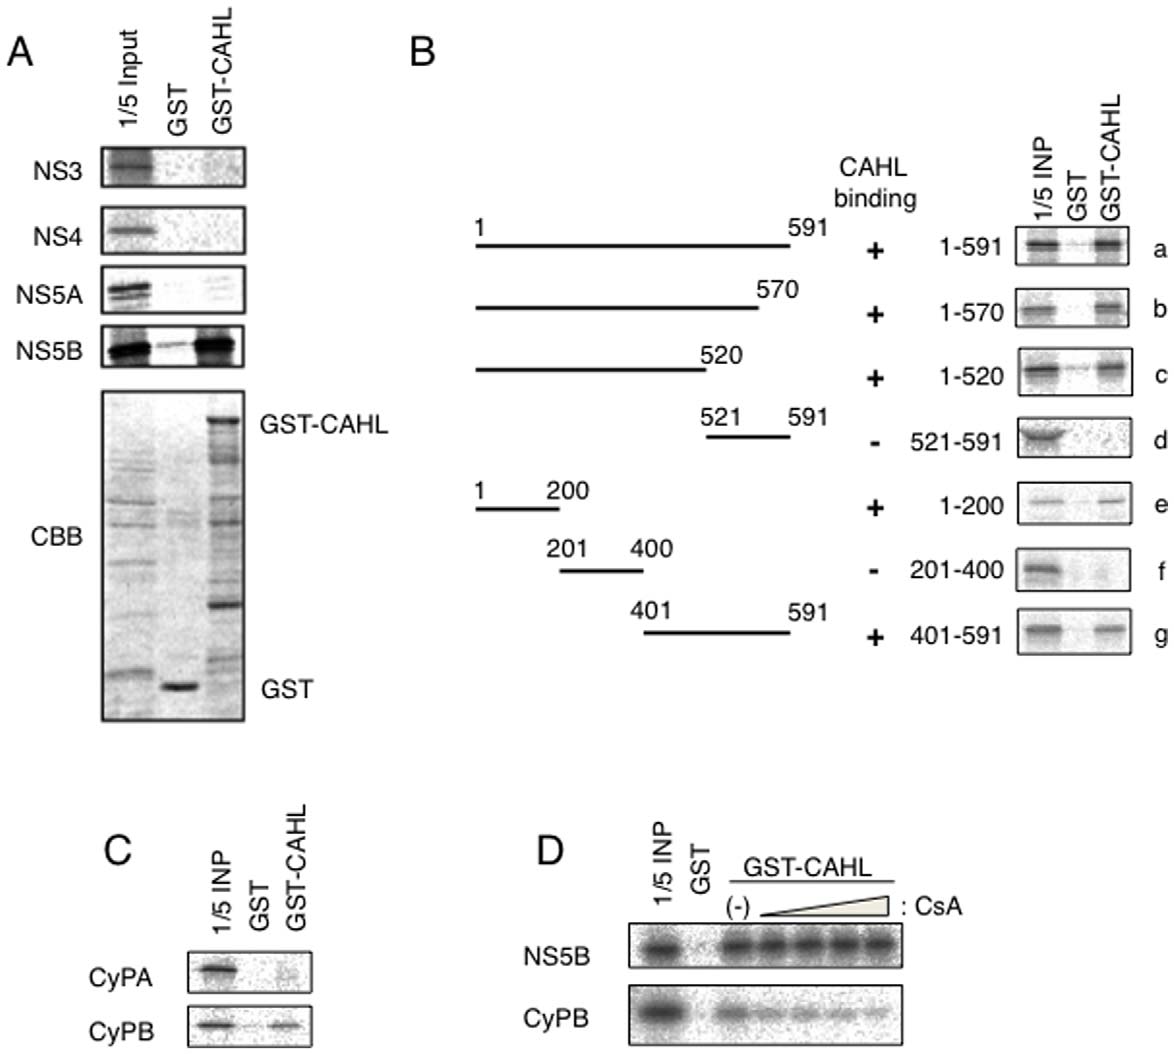 A
1/5 Input
GST
GST-CAHL
NS3
NS4
NS5A
NS5B
CBB
GST-CAHL
GST
B
CAHL
binding
1/5 INP
GST
GST-CAHL
1 591 + 1-591 a
570 + 1-570 b
520 + 1-520 c
521 591 - 521-591 d
1 200 + 1-200 e
201 400 - 201-400 f
401 591 + 401-591 g
C
1/5 INP
GST
GST-CAHL
CyPA
CyPB
D
1/5 INP
GST
GST-CAHL
(-) : CsA
NS5B
CyPB